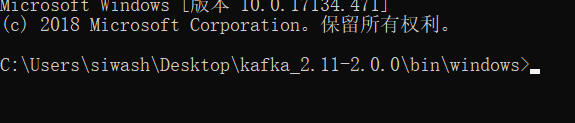 Microsoft Windows [版本 10.0.17134.471]
(c) 2018 Microsoft Corporation。保留所有权利。
C:\Users\siwash\Desktop\kafka_2.11-2.0.0\bin\windows>